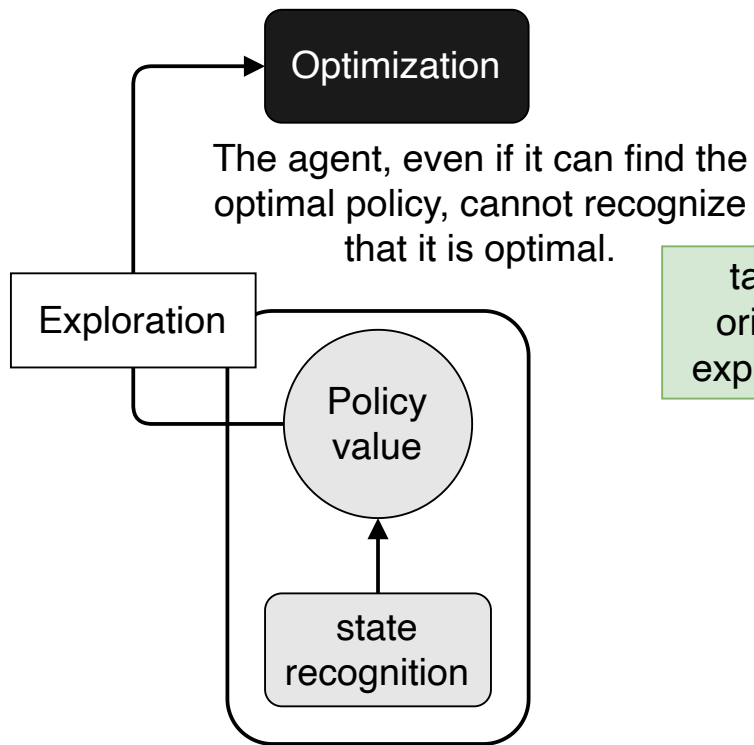 Optimization
The agent, even if it can find the
optimal policy, cannot recognize
that it is optimal.
Exploration
Policy
value
state
recognition